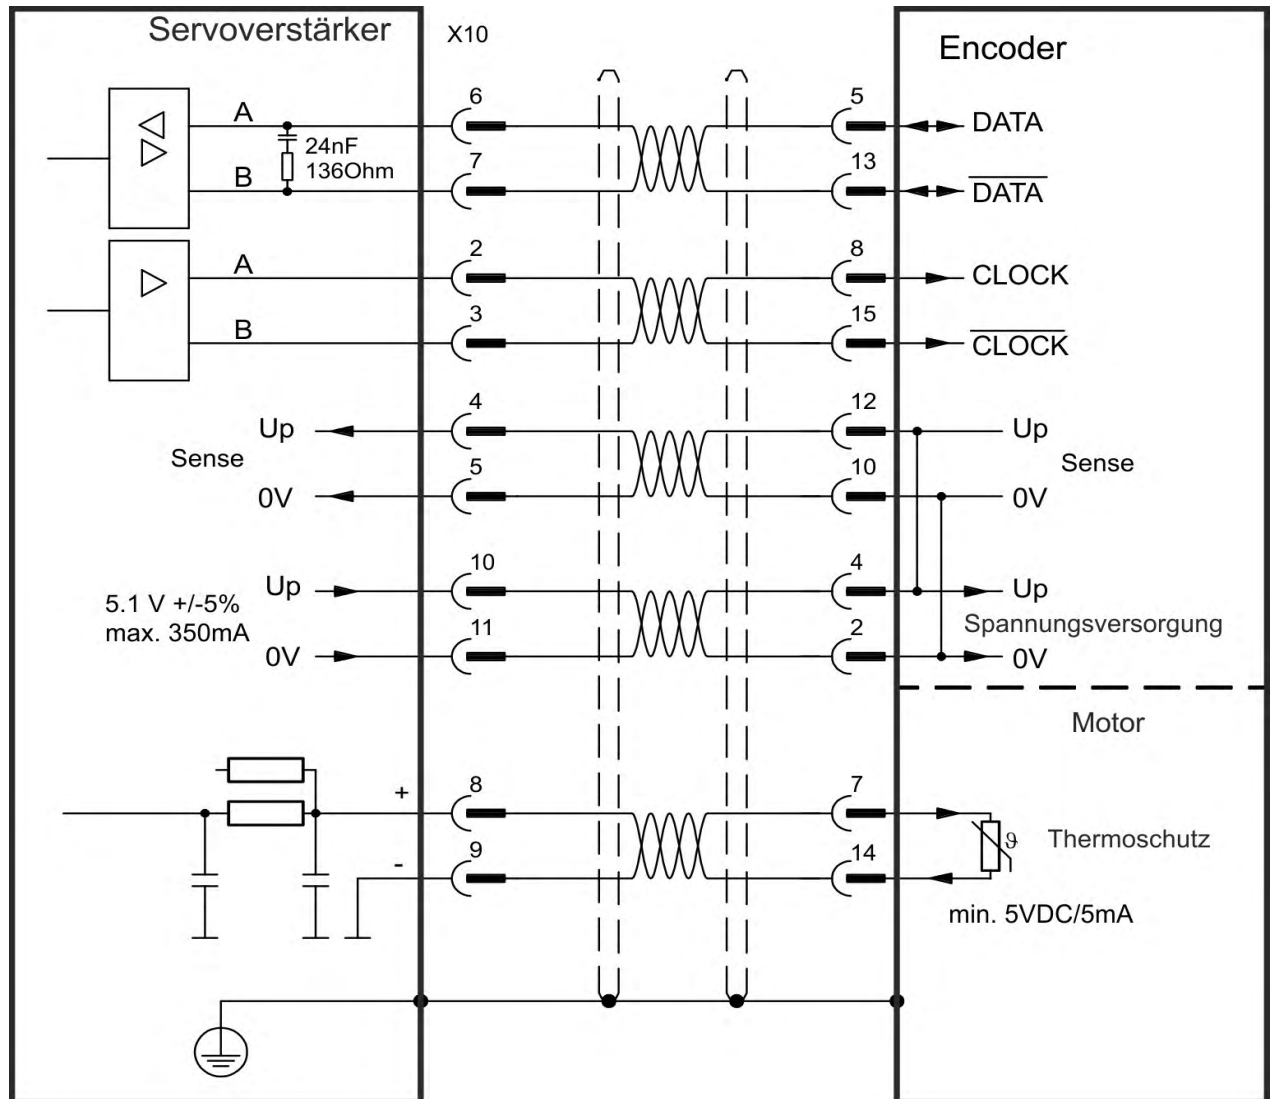 Servoverstärker
X10
Encoder
A
6
5
DATA
24nF
136Ohm
B
7
13
DATA
A
2
8
CLOCK
B
3
15
CLOCK
Up
4
12
Up
Sense
Sense
0V
5
10
0V
5.1 V +/-5%
max. 350mA
Up
10
4
Up
Spannungsversorgung
0V
11
2
0V
Motor
+
8
7
ϑ
Thermoschutz
-
9
14
min. 5VDC/5mA